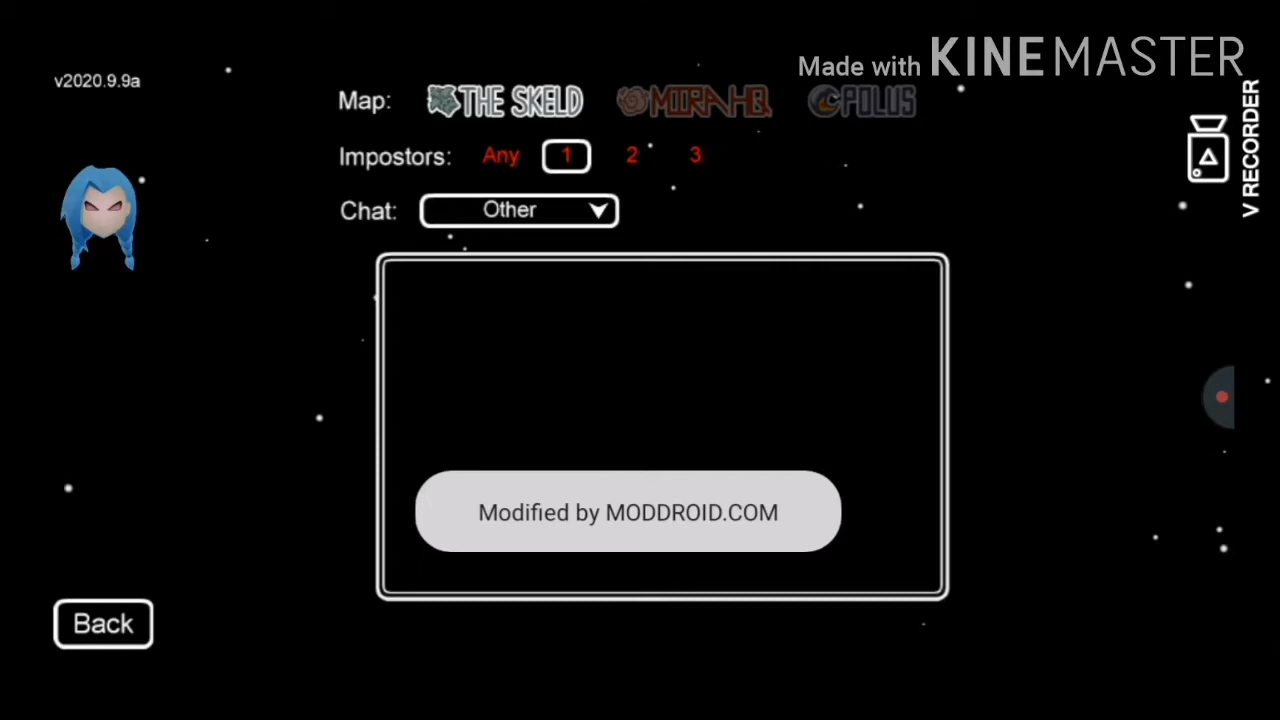 Made with KINEMASTER
v2020.9.9a
Map: THE SKELD MIRA HQ POLUS
Impostors: Any 1 2 3
Chat: Other
V RECORDER
Modified by MODDROID.COM
Back